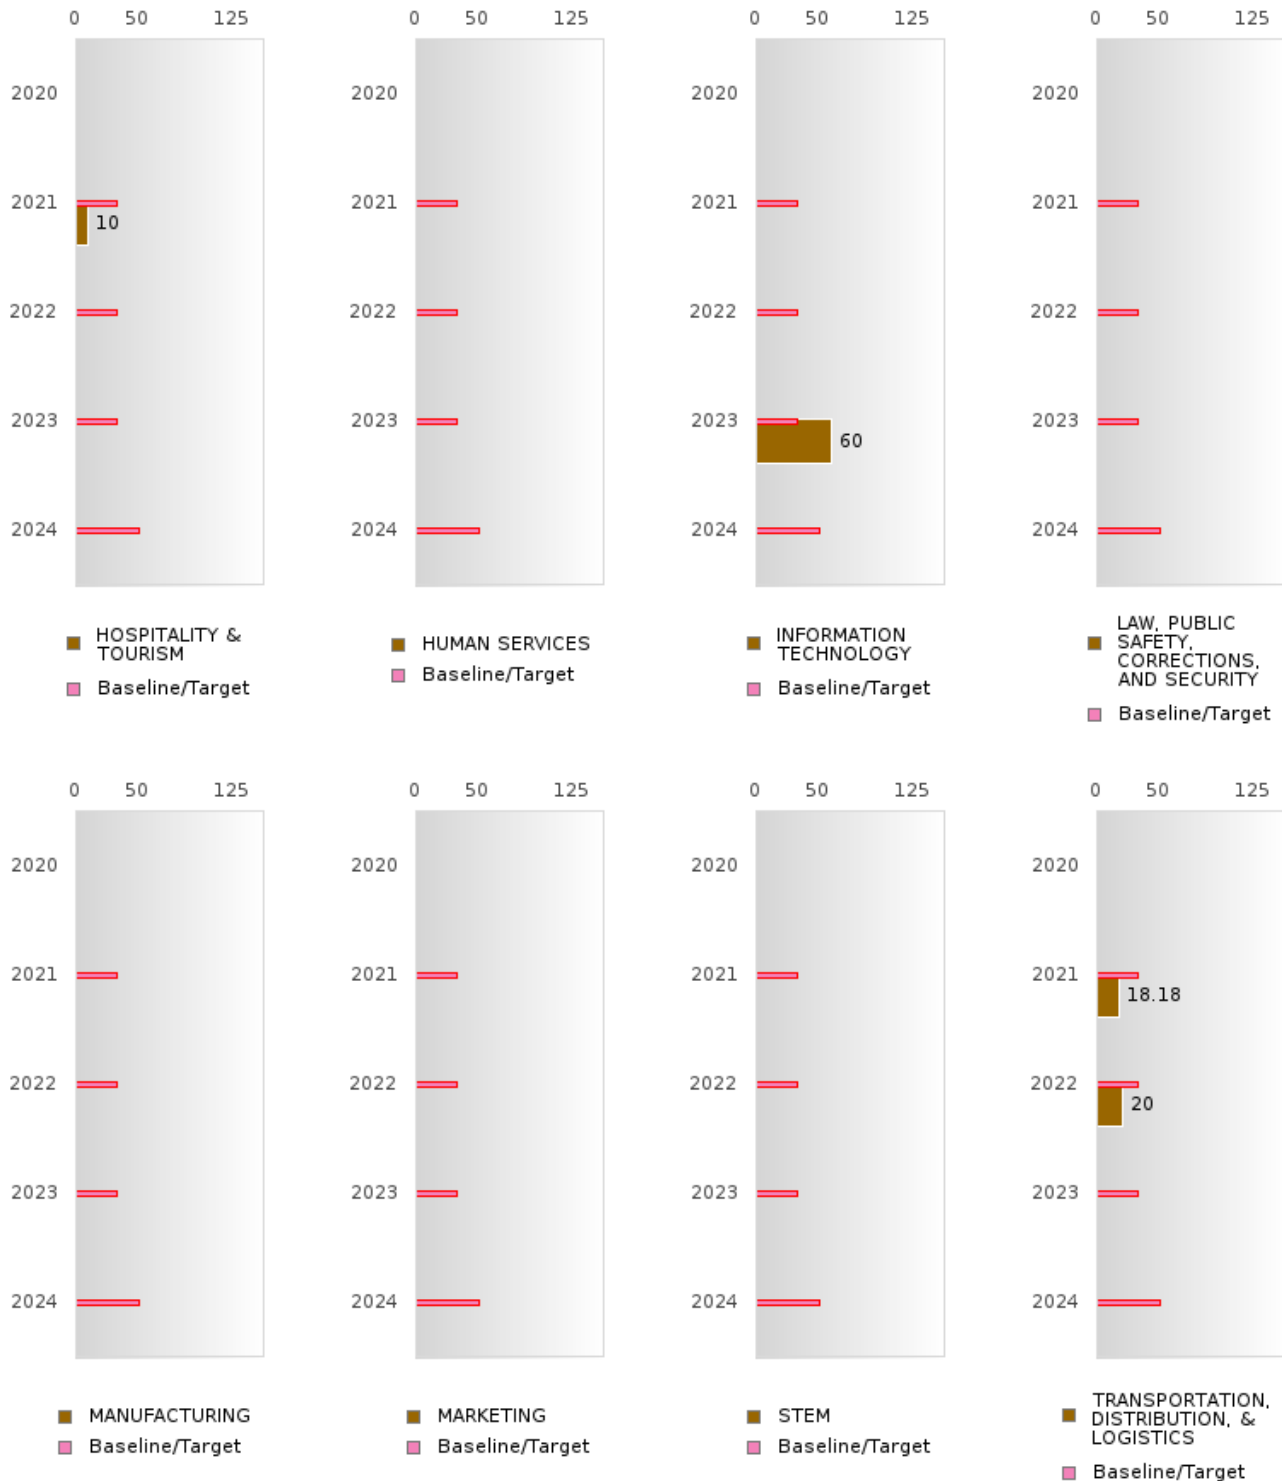 0 50 125
2020
2021
10
2022
2023
2024
HOSPITALITY &
TOURISM
Baseline/Target
0 50 125
2020
2021
2022
2023
2024
HUMAN SERVICES
Baseline/Target
0 50 125
2020
2021
2022
2023
60
2024
INFORMATION
TECHNOLOGY
Baseline/Target
0 50 125
2020
2021
2022
2023
2024
LAW, PUBLIC
SAFETY,
CORRECTIONS,
AND SECURITY
Baseline/Target
0 50 125
2020
2021
2022
2023
2024
MANUFACTURING
Baseline/Target
0 50 125
2020
2021
2022
2023
2024
MARKETING
Baseline/Target
0 50 125
2020
2021
2022
2023
2024
STEM
Baseline/Target
0 50 125
2020
2021
18.18
2022
20
2023
2024
TRANSPORTATION,
DISTRIBUTION, &
LOGISTICS
Baseline/Target